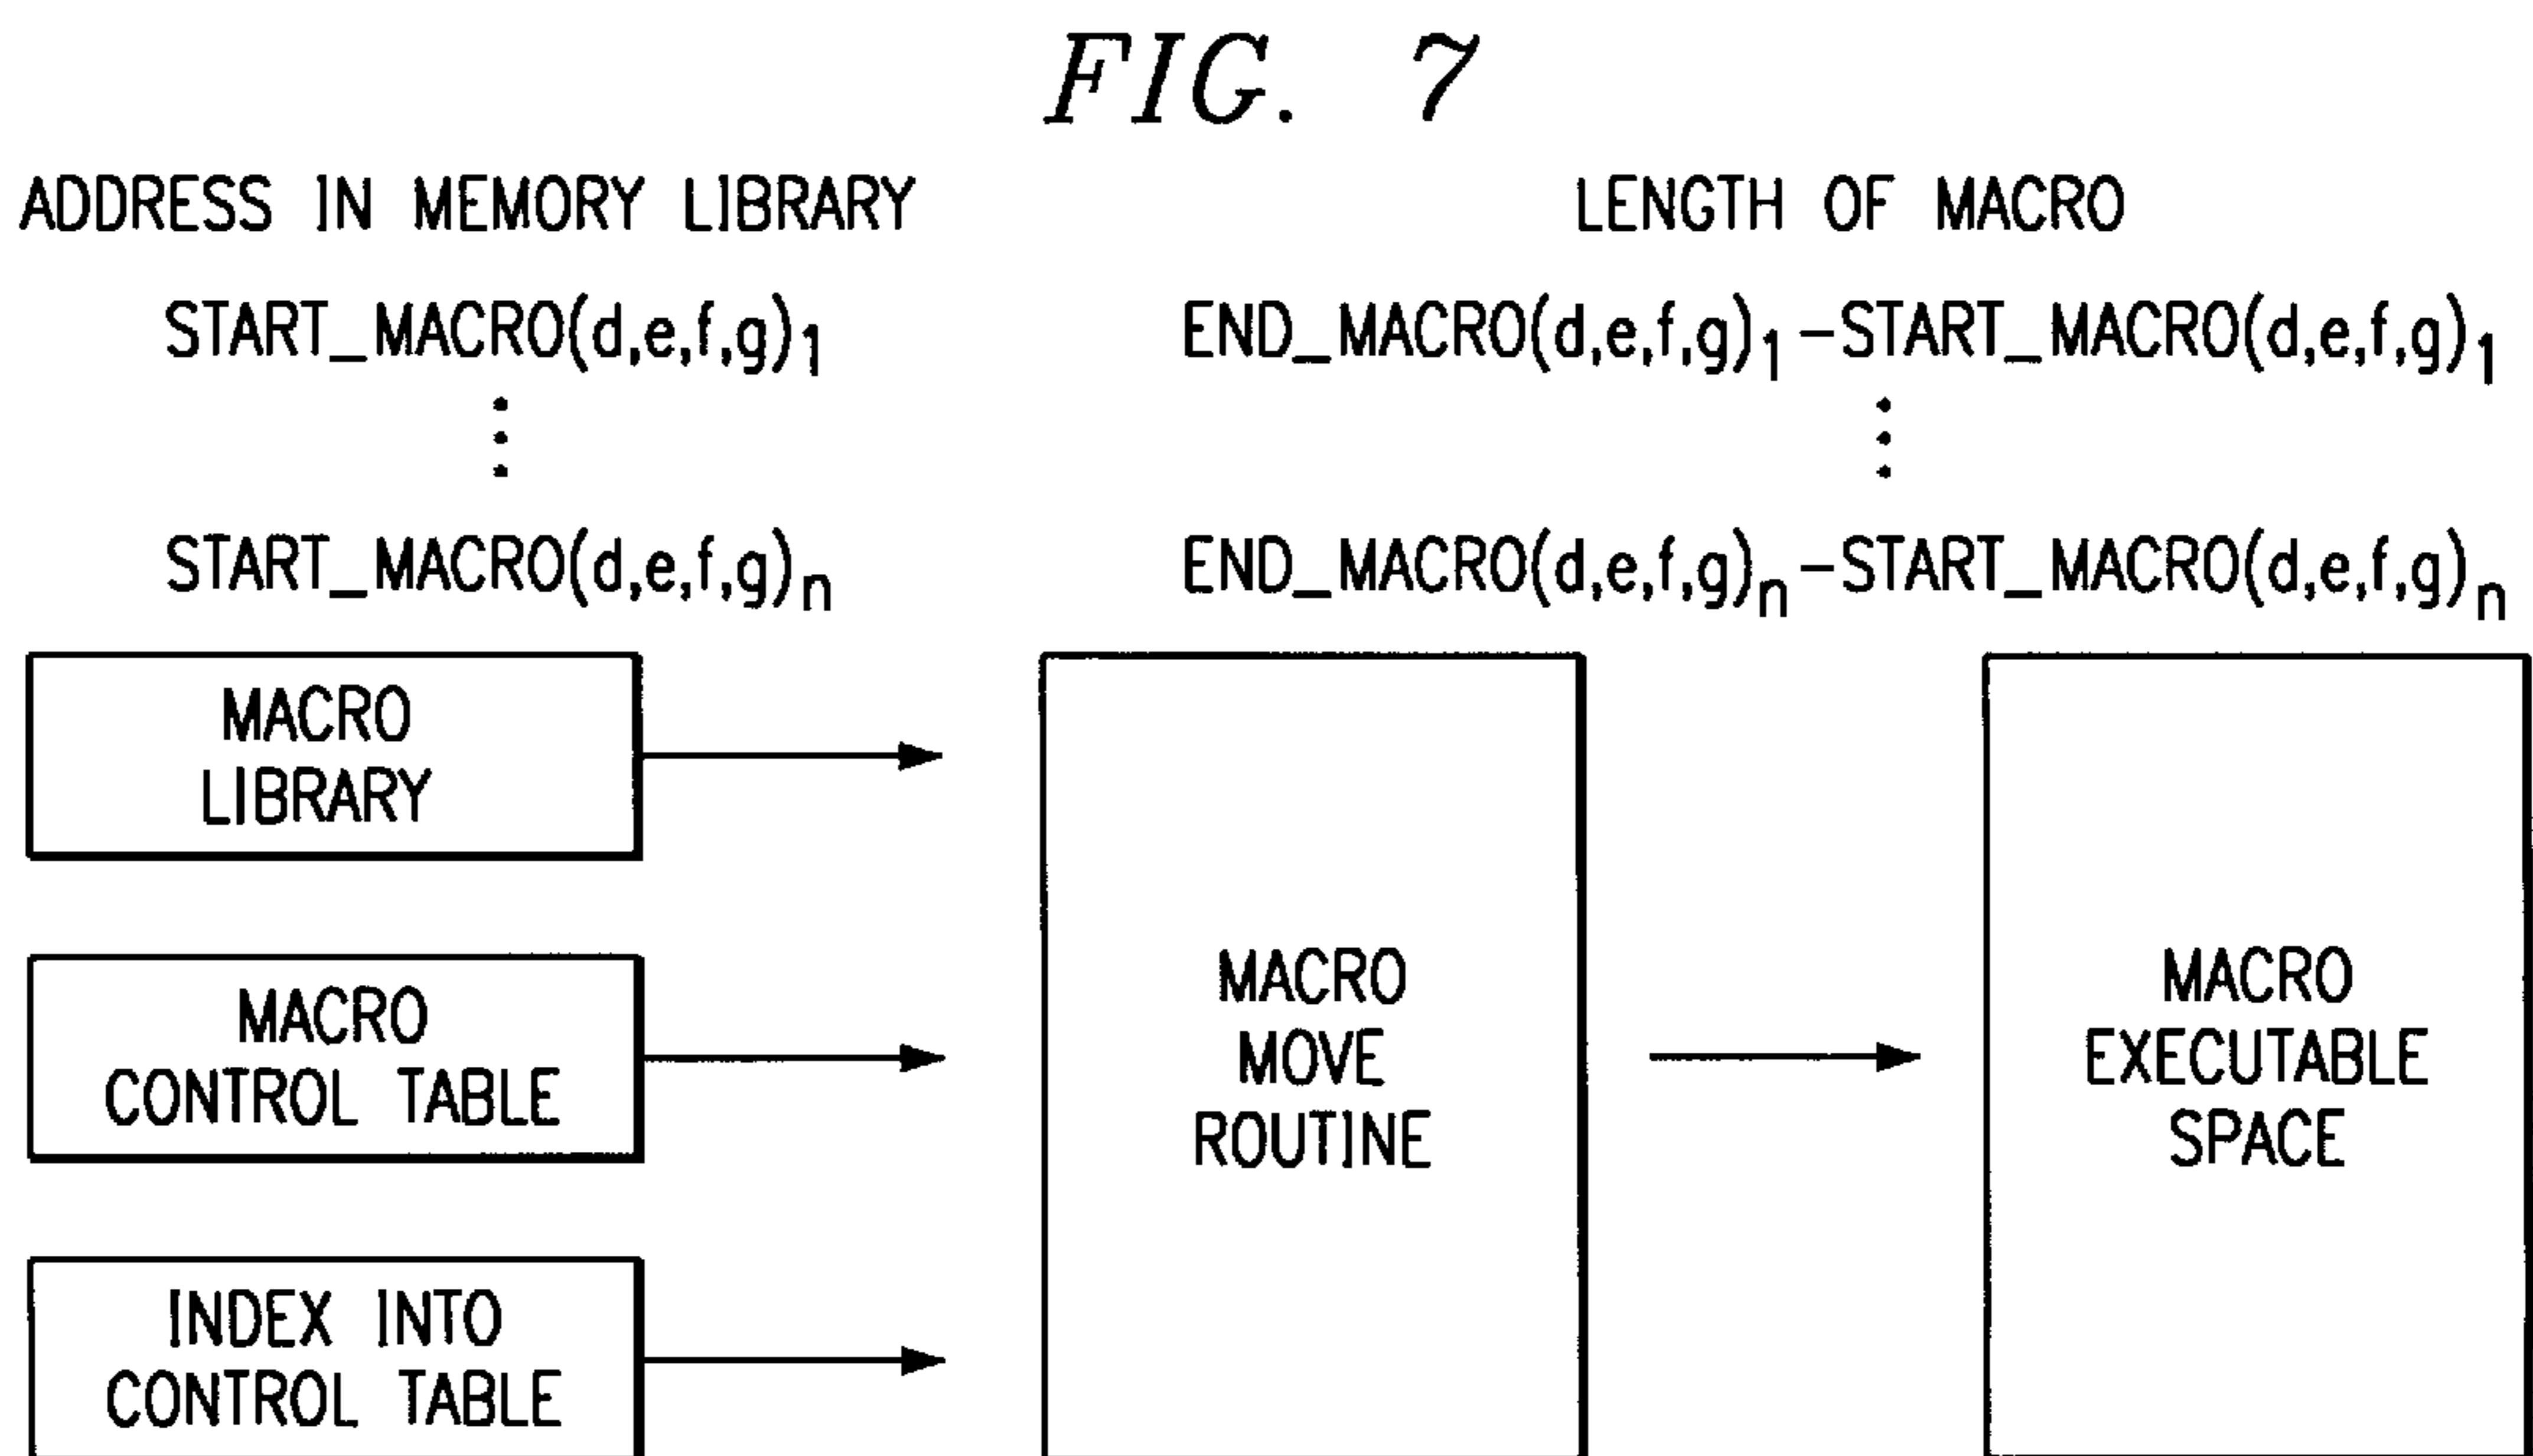 FIG. 7
ADDRESS IN MEMORY LIBRARY
LENGTH OF MACRO
START_MACRO(d,e,f,g)1
END_MACRO(d,e,f,g)1-START_MACRO(d,e,f,g)1
START_MACRO(d,e,f,g)n
END_MACRO(d,e,f,g)n-START_MACRO(d,e,f,g)n
MACRO
LIBRARY
MACRO
CONTROL TABLE
INDEX INTO
CONTROL TABLE
MACRO
MOVE
ROUTINE
MACRO
EXECUTABLE
SPACE